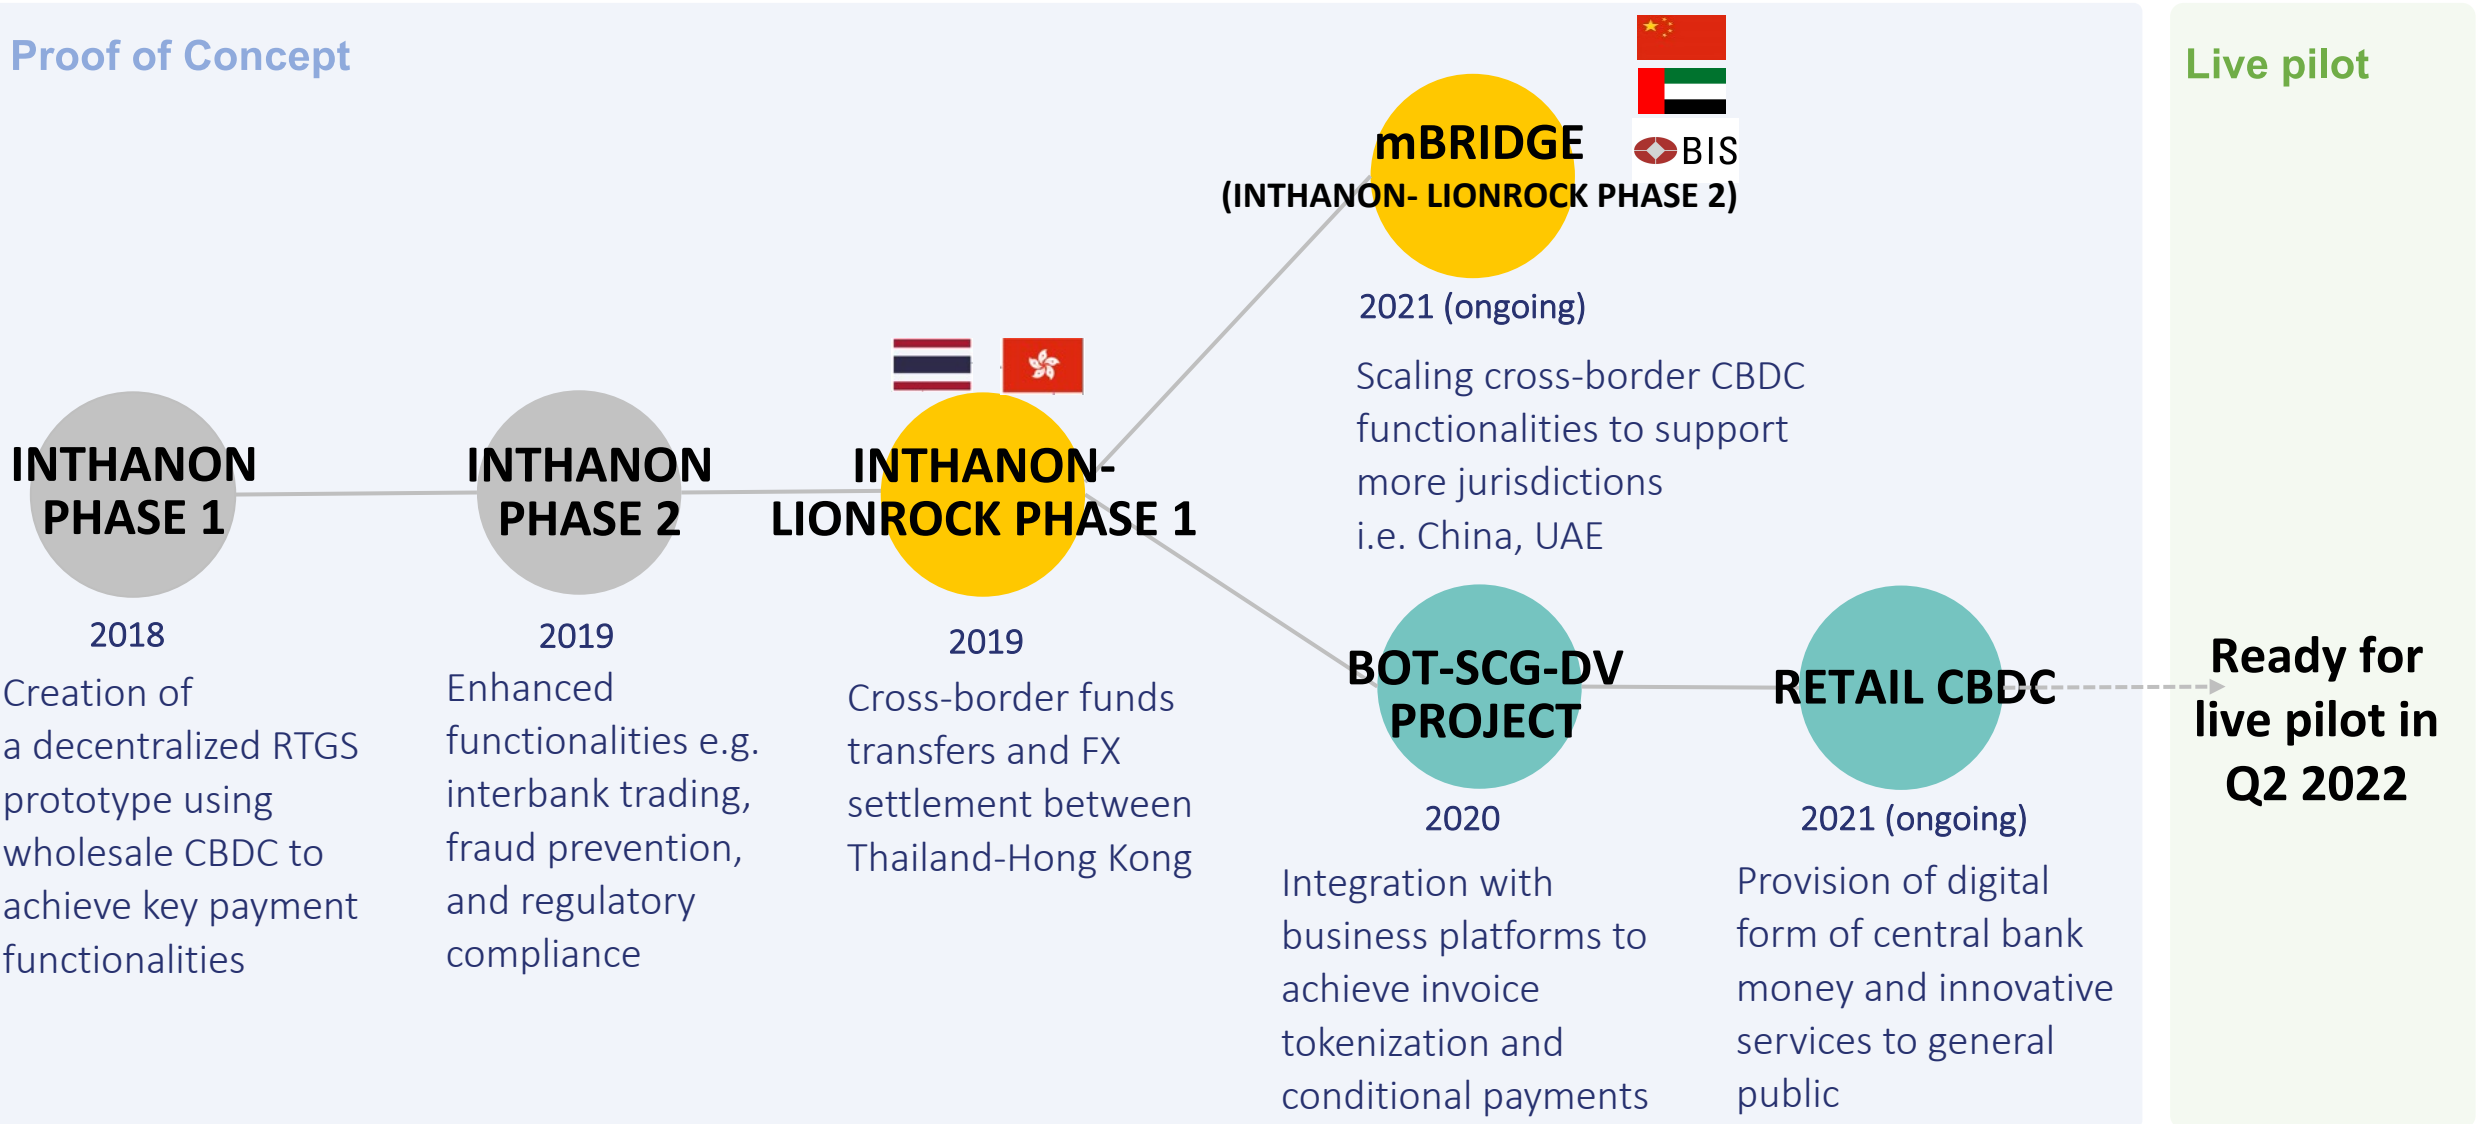 Proof of Concept
Live pilot
BIS
mBRIDGE
(INTHANON- LIONROCK PHASE 2)
2021 (ongoing)
Scaling cross-border CBDC
functionalities to support
more jurisdictions
i.e. China, UAE
INTHANON
PHASE 1
2018
Creation of
a decentralized RTGS
prototype using
wholesale CBDC to
achieve key payment
functionalities
INTHANON
PHASE 2
2019
Enhanced
functionalities e.g.
interbank trading,
fraud prevention,
and regulatory
compliance
INTHANON-
LIONROCK PHASE 1
2019
Cross-border funds
transfers and FX
settlement between
Thailand-Hong Kong
BOT-SCG-DV
PROJECT
2020
Integration with
business platforms to
achieve invoice
tokenization and
conditional payments
RETAIL CBDC
2021 (ongoing)
Provision of digital
form of central bank
money and innovative
services to general
public
Ready for
live pilot in
Q2 2022